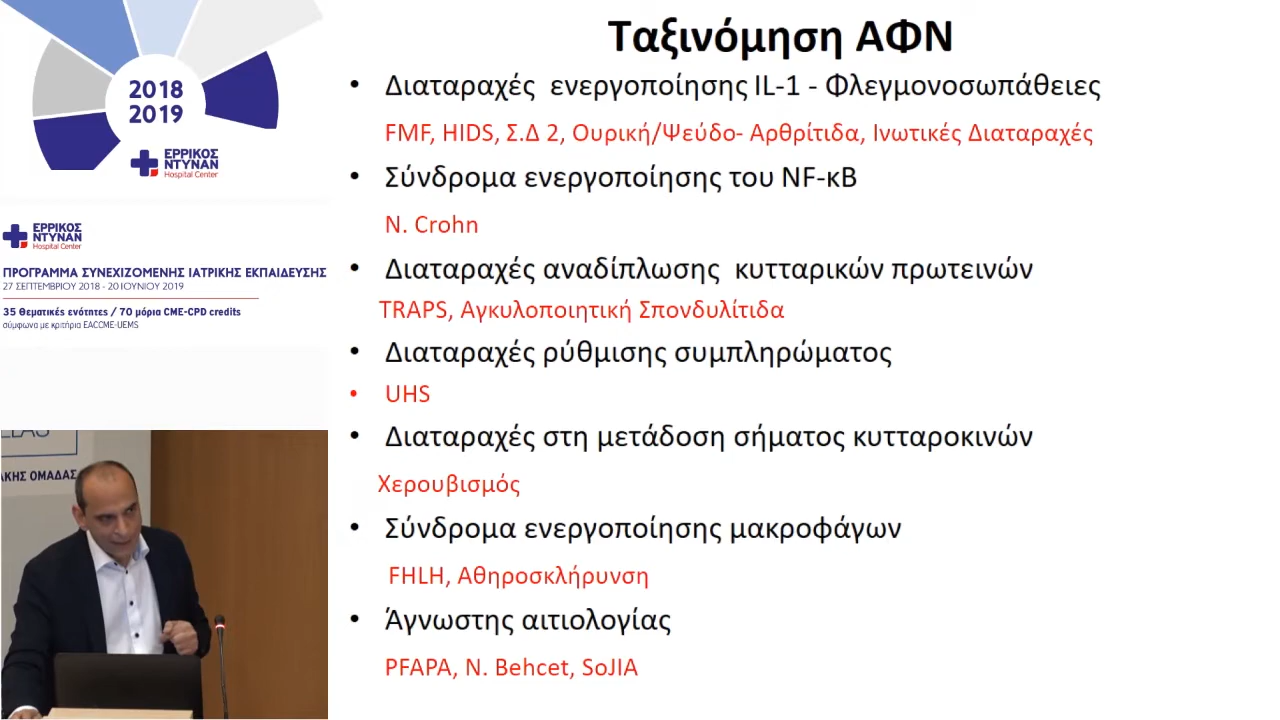 2018
2019
ΕΡΡΙΚΟΣ
ΝΤΥΝΑΝ
Hospital Center
ΕΡΡΙΚΟΣ
ΝΤΥΝΑΝ
Hospital Center
ΠΡΟΓΡΑΜΜΑ ΣΥΝΕΧΙΖΟΜΕΝΗΣ ΙΑΤΡΙΚΗΣ ΕΚΠΑΙΔΕΥΣΗΣ
27 ΣΕΠΤΕΜΒΡΙΟΥ 2018 - 20 ΙΟΥΝΙΟΥ 2019
35 Θεματικές ενότητες / 70 μόρια CME-CPD credits
σύμφωνα με κριτήρια EACCME-UEMS
ΟΜΑΔΑΣ
Ταξινόμηση ΑΦΝ
• Διαταραχές ενεργοποίησης IL-1 - Φλεγμονοσωπάθειες
FMF, HIDS, Σ.Δ 2, Ουρική/Ψεύδο- Αρθρίτιδα, Ινωτικές Διαταραχές
• Σύνδρομα ενεργοποίησης του NF-κB
Ν. Crohn
• Διαταραχές αναδίπλωσης κυτταρικών πρωτεινών
TRAPS, Αγκυλοποιητική Σπονδυλίτιδα
• Διαταραχές ρύθμισης συμπληρώματος
• UHS
• Διαταραχές στη μετάδοση σήματος κυτταροκινών
Χερουβισμός
• Σύνδρομα ενεργοποίησης μακροφάγων
FHLH, Αθηροσκλήρυνση
• Άγνωστης αιτιολογίας
PFAPA, Ν. Behcet, SoJIA